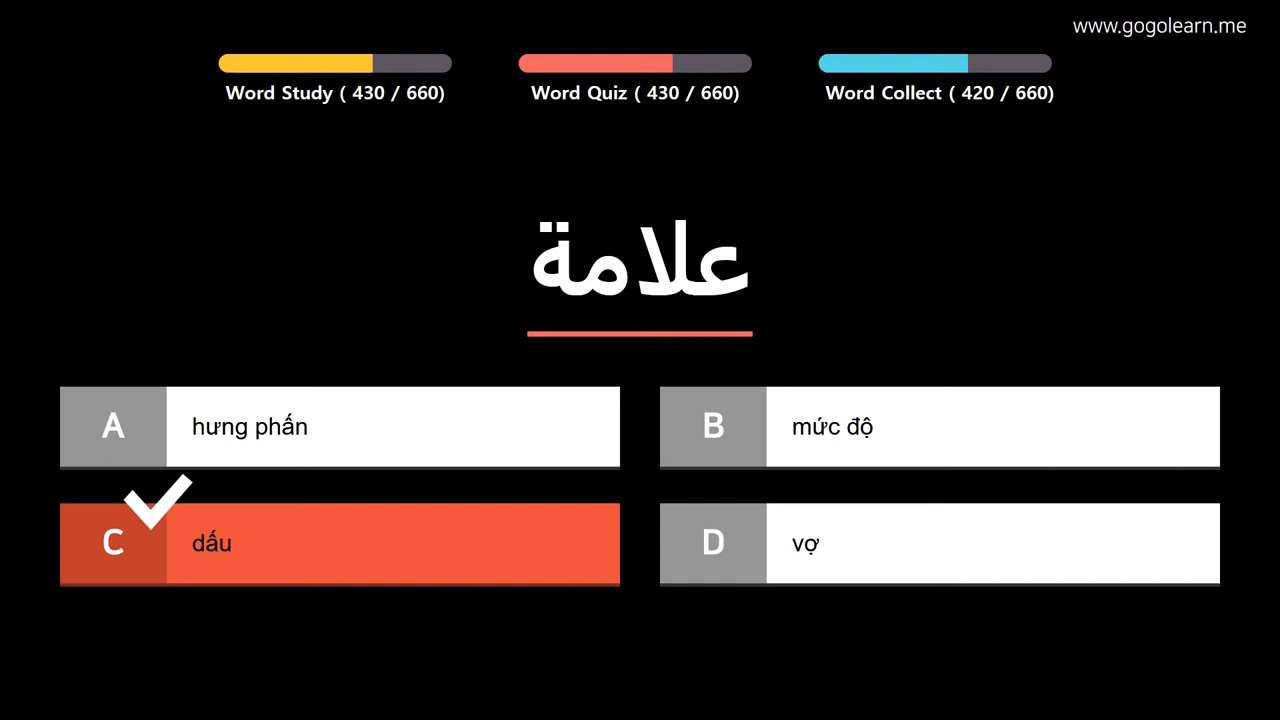 www.gogolearn.me
Word Study ( 430 / 660)
Word Quiz ( 430 / 660)
Word Collect ( 420 / 660)
علامة
A hưng phấn
B mức độ
C dấu
D vợ